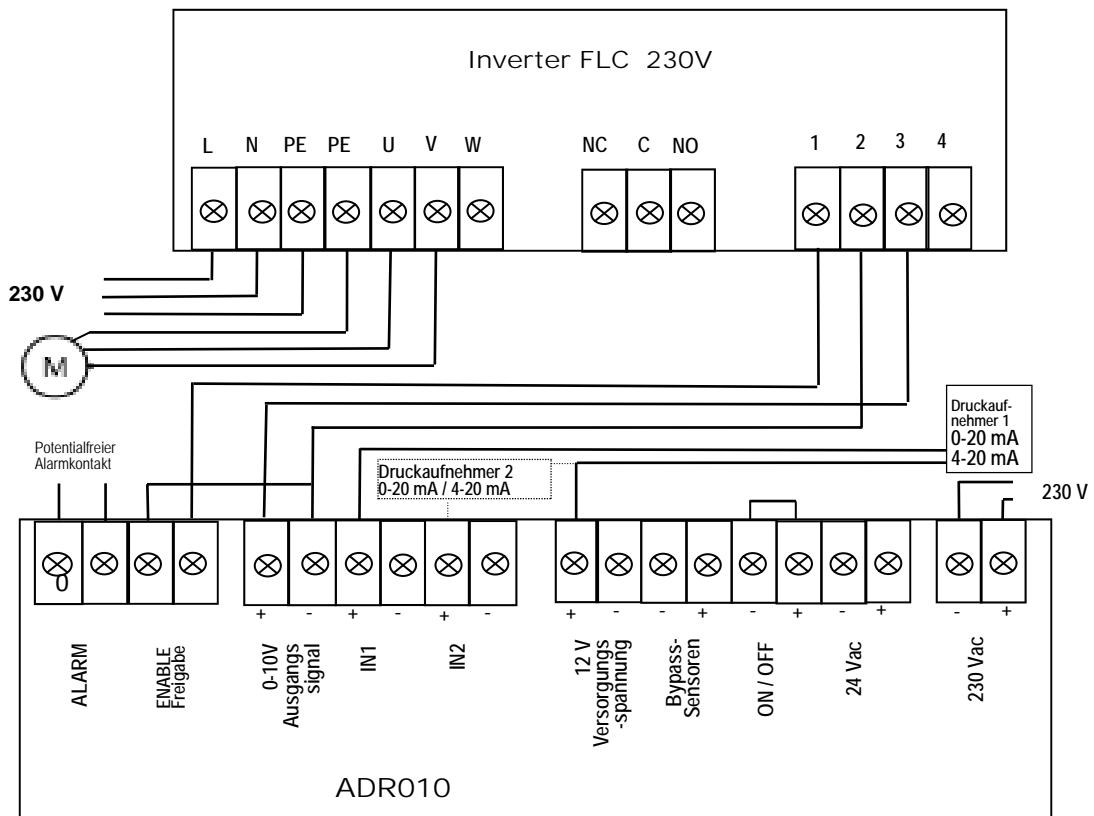 Inverter FLC 230V
L N PE PE U V W NC C NO 1 2 3 4
230 V
M
Druckauf-
nehmer 1
0-20 mA
4-20 mA
Potentialfreier
Alarmkontakt
Druckaufnehmer 2
0-20 mA / 4-20 mA
230 V
0
+ - + - + - + - - + - + - + - +
ALARM
ENABLE
Freigabe
0-10V
Ausgangs
signal
IN1
IN2
12 V
Versorgungs
-spannung
Bypass-
Sensoren
ON / OFF
24 Vac
230 Vac
ADR010